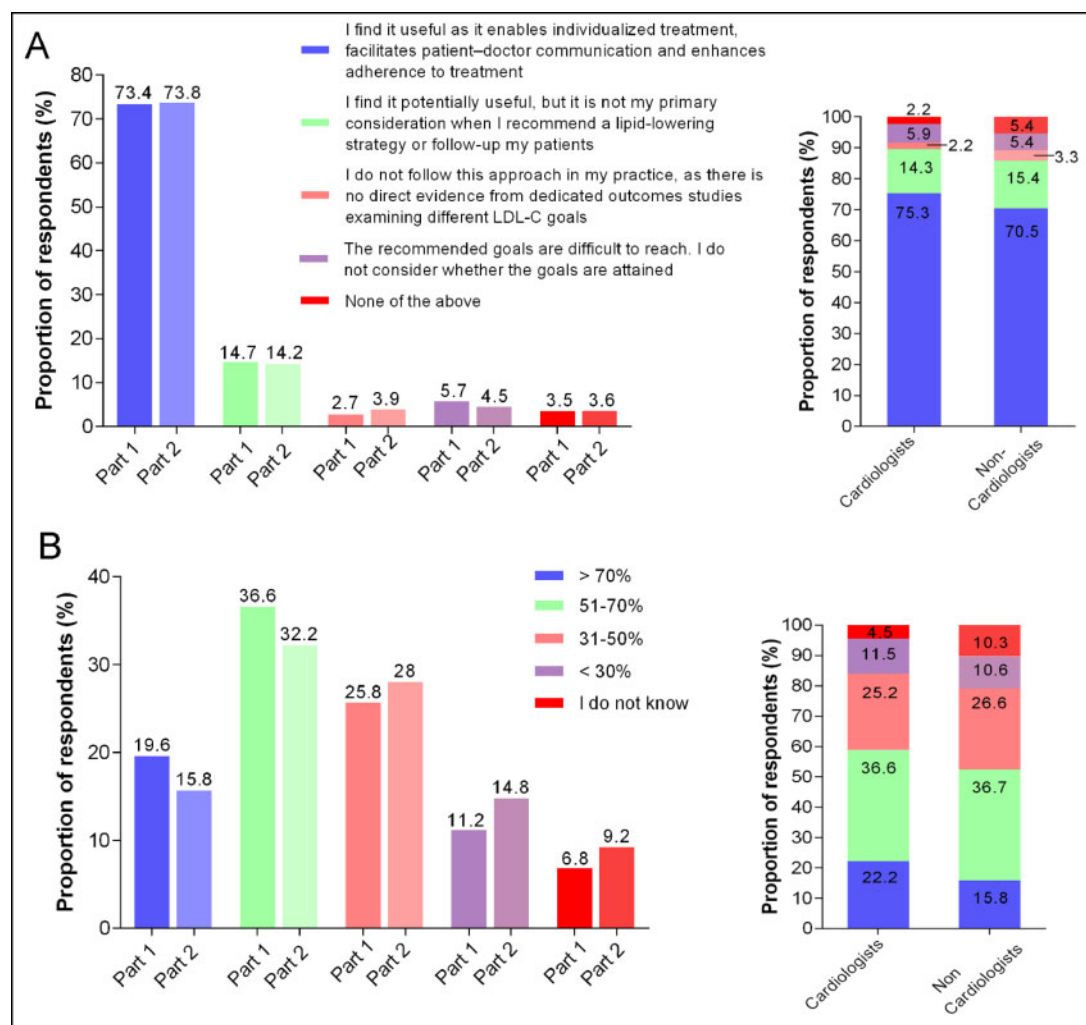 A
I find it useful as it enables individualized treatment,
facilitates patient–doctor communication and enhances
adherence to treatment
I find it potentially useful, but it is not my primary
consideration when I recommend a lipid-lowering
strategy or follow-up my patients
I do not follow this approach in my practice, as there is
no direct evidence from dedicated outcomes studies
examining different LDL-C goals
The recommended goals are difficult to reach. I do
not consider whether the goals are attained
None of the above
Proportion of respondents (%)
80
70
60
50
40
30
20
10
0
73.4 73.8
14.7 14.2
2.7 3.9
5.7 4.5
3.5 3.6
Part 1 Part 2 Part 1 Part 2 Part 1 Part 2 Part 1 Part 2 Part 1 Part 2
Proportion of respondents (%)
100
90
80
70
60
50
40
30
20
10
0
2.2
5.9
2.2
14.3
75.3
5.4
5.4
3.3
15.4
70.5
Cardiologists
Non-
Cardiologists
B
> 70%
51-70%
31-50%
< 30%
I do not know
Proportion of respondents (%)
40
30
20
10
0
19.6 15.8
36.6 32.2
25.8 28
11.2 14.8
6.8 9.2
Part 1 Part 2 Part 1 Part 2 Part 1 Part 2 Part 1 Part 2 Part 1 Part 2
Proportion of respondents (%)
100
90
80
70
60
50
40
30
20
10
0
4.5
11.5
25.2
36.6
22.2
10.3
10.6
26.6
36.7
15.8
Cardiologists
Non
Cardiologists